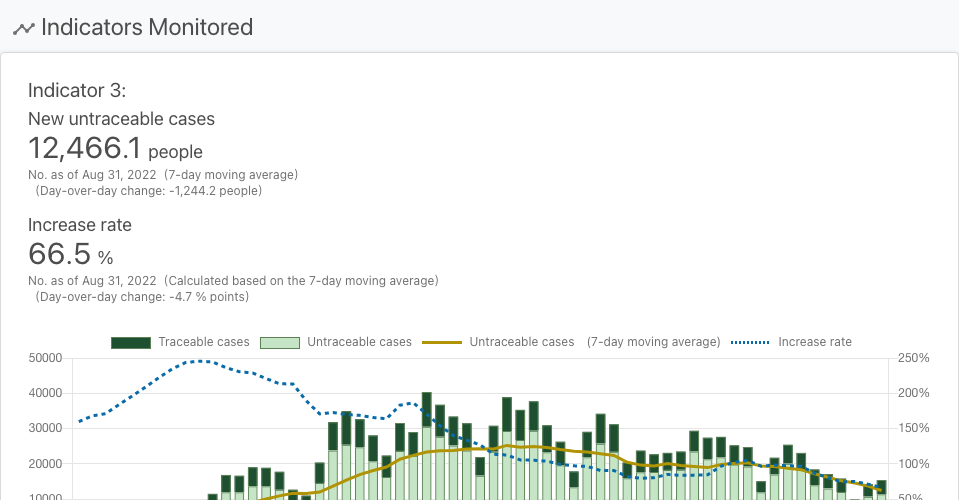 Indicators Monitored
Indicator 3:
New untraceable cases
12,466.1 people
No. as of Aug 31, 2022 (7-day moving average)
(Day-over-day change: -1,244.2 people)
Increase rate
66.5 %
No. as of Aug 31, 2022 (Calculated based on the 7-day moving average)
(Day-over-day change: -4.7 % points)
Traceable cases Untraceable cases Untraceable cases (7-day moving average) Increase rate
50000 250%
40000 200%
30000 150%
20000 100%
10000 50%